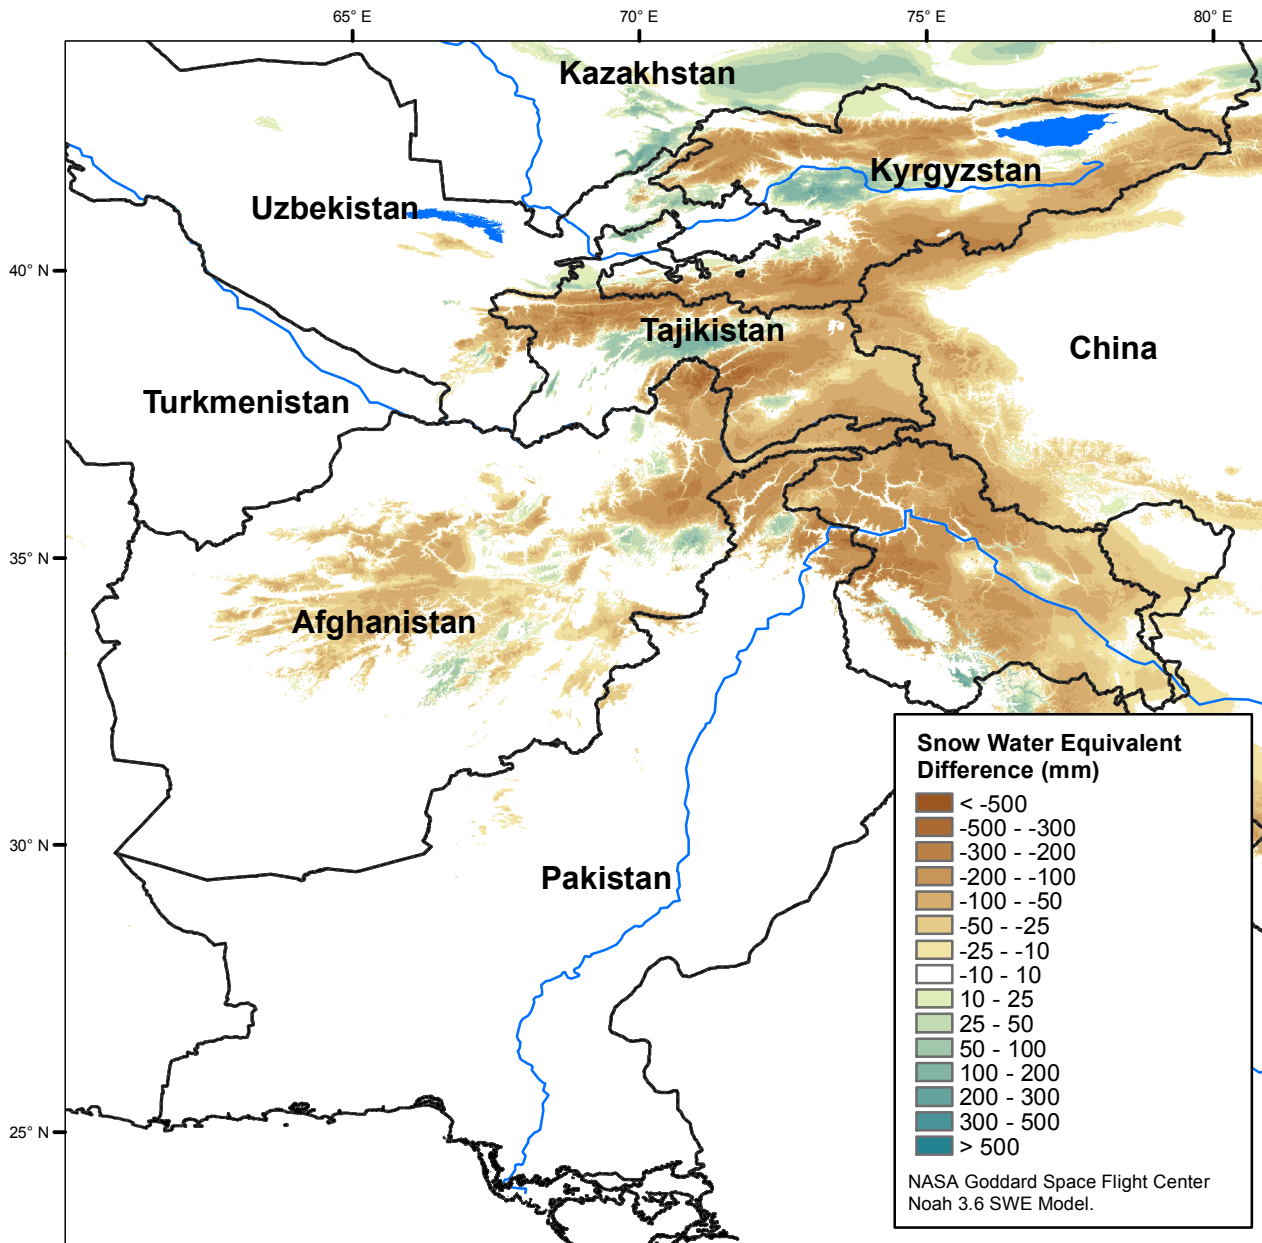 65° E
70° E
75° E
80° E
Kazakhstan
Kyrgyzstan
Uzbekistan
40° N
Tajikistan
China
Turkmenistan
35° N
Afghanistan
Snow Water Equivalent
Difference (mm)
< -500
-500 - -300
-300 - -200
-200 - -100
-100 - -50
-50 - -25
-25 - -10
-10 - 10
10 - 25
25 - 50
50 - 100
100 - 200
200 - 300
300 - 500
> 500
30° N
Pakistan
25° N
NASA Goddard Space Flight Center
Noah 3.6 SWE Model.